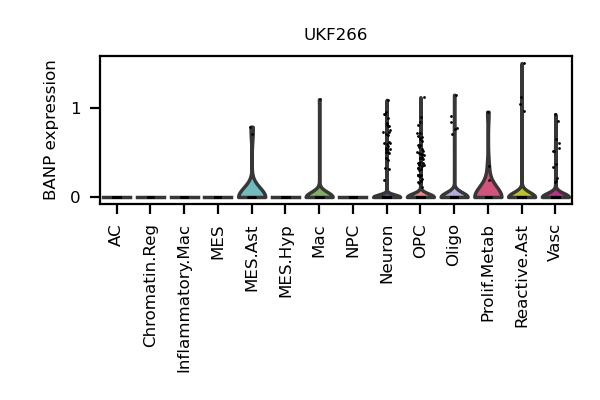 UKF266
BANP expression
1
0
AC
Chromatin.Reg
Inflammatory.Mac
MES
MES.Ast
MES.Hyp
Mac
NPC
Neuron
OPC
Oligo
Prolif.Metab
Reactive.Ast
Vasc